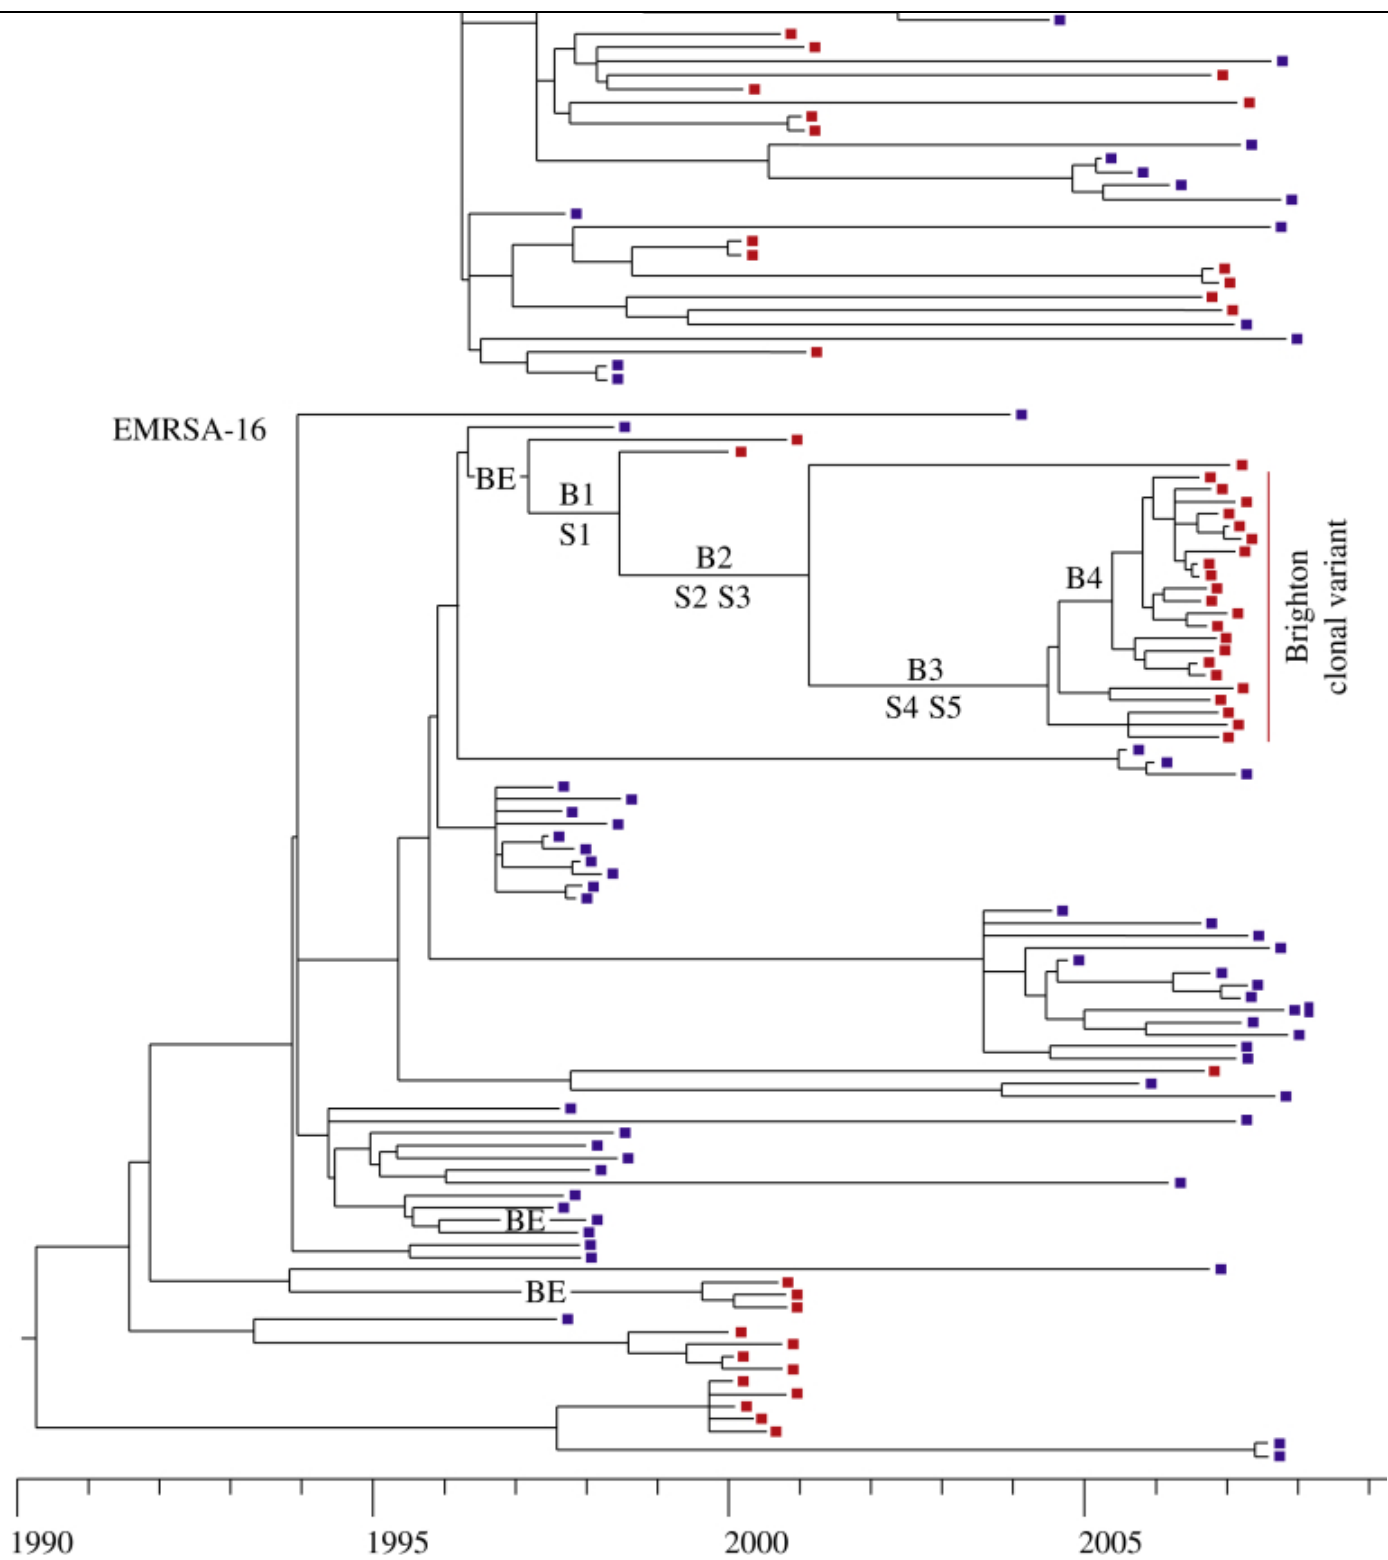 EMRSA-16
BE
B1
S1
B2
S2 S3
B4
B3
S4 S5
Brighton
clonal variant
BE
BE
1990
1995
2000
2005